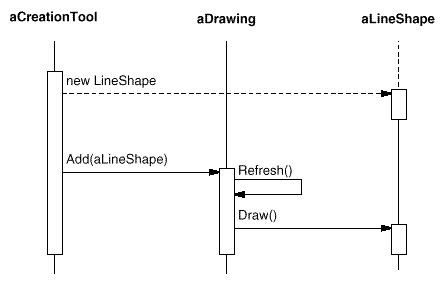 aCreationTool
aDrawing
aLineShape
new LineShape
Add(aLineShape)
Refresh()
Draw()